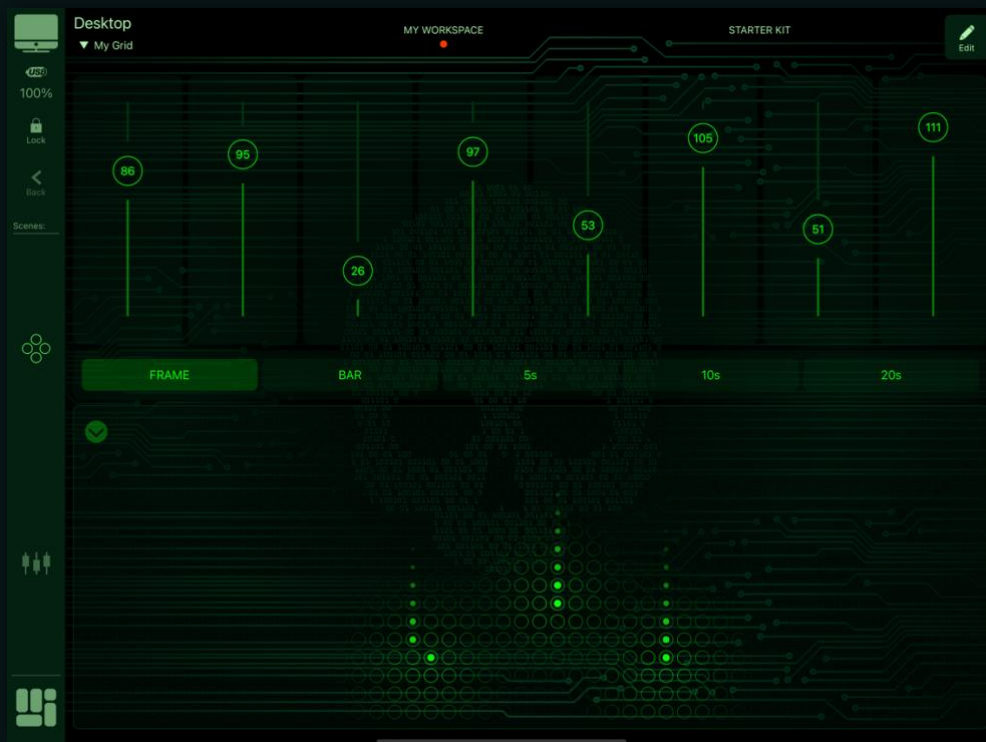 Desktop
▼ My Grid
MY WORKSPACE
STARTER KIT
Edit
USB
100%
Lock
Back
Scenes:
86
95
26
97
53
105
51
111
FRAME
BAR
5s
10s
20s